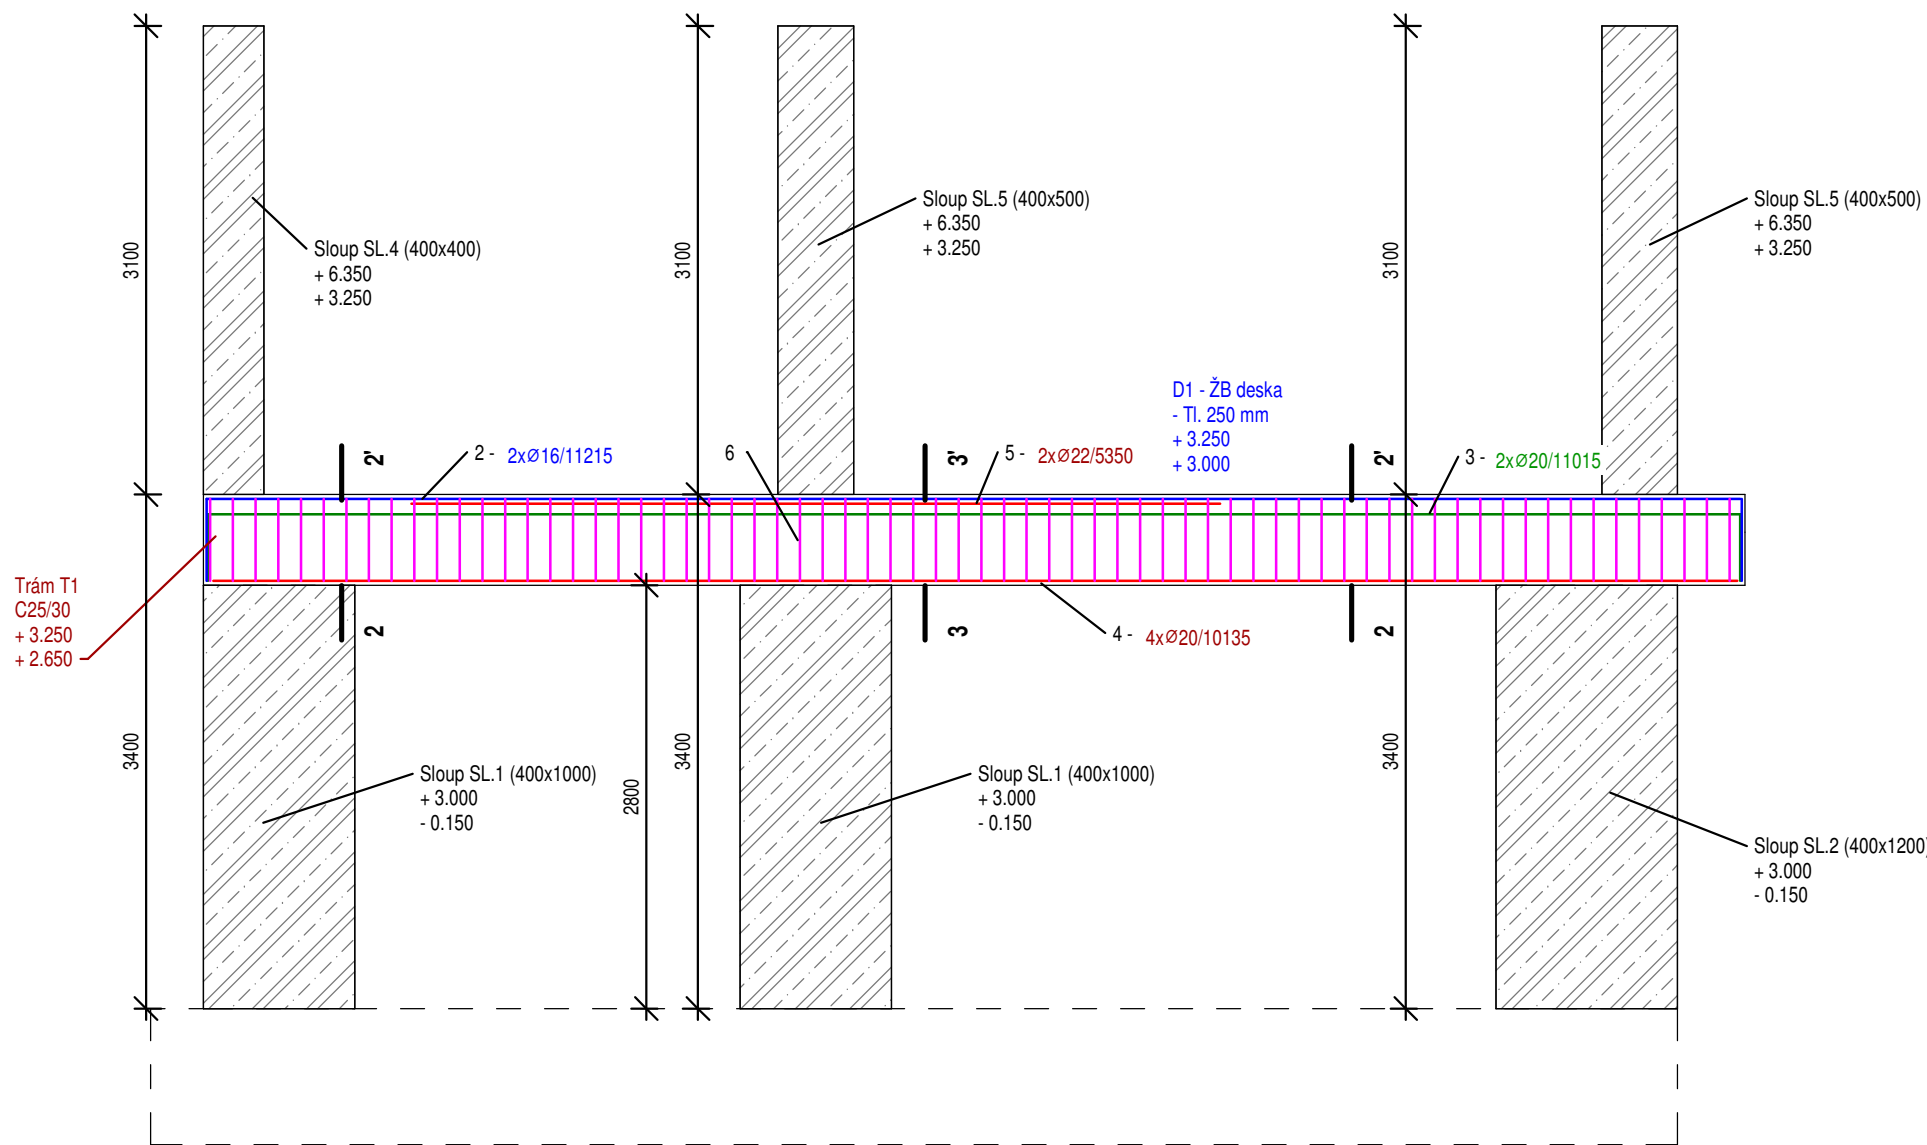 3100
3100
3100
Sloup SL.4 (400x400)
+ 6.350
+ 3.250
Sloup SL.5 (400x500)
+ 6.350
+ 3.250
Sloup SL.5 (400x500)
+ 6.350
+ 3.250
D1 - ŽB deska
- Tl. 250 mm
+ 3.250
+ 3.000
2'
2 - 2xØ16/11215
6
3'
5 - 2xØ22/5350
2'
3 - 2xØ20/11015
Trám T1
C25/30
+ 3.250
+ 2.650
2
3
4 - 4xØ20/10135
2
3400
2800
3400
3400
Sloup SL.1 (400x1000)
+ 3.000
- 0.150
Sloup SL.1 (400x1000)
+ 3.000
- 0.150
Sloup SL.2 (400x1200)
+ 3.000
- 0.150